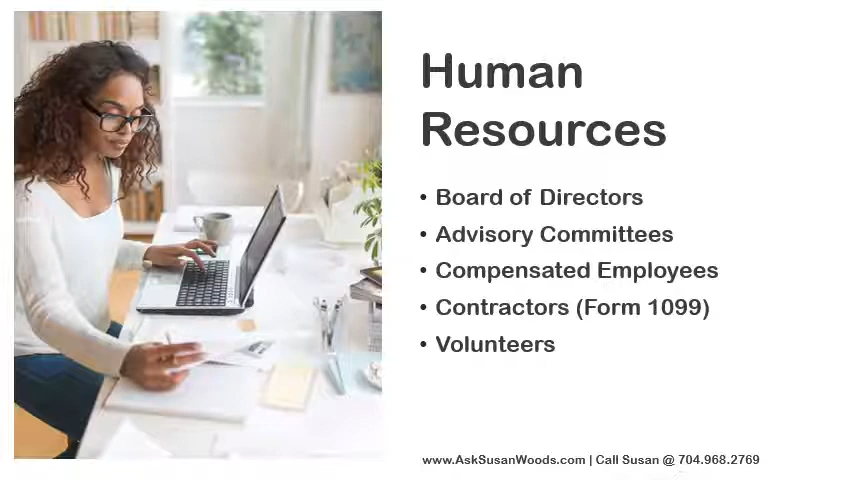 Human
Resources
• Board of Directors
• Advisory Committees
• Compensated Employees
• Contractors (Form 1099)
• Volunteers
www.AskSusanWoods.com | Call Susan @ 704.968.2769